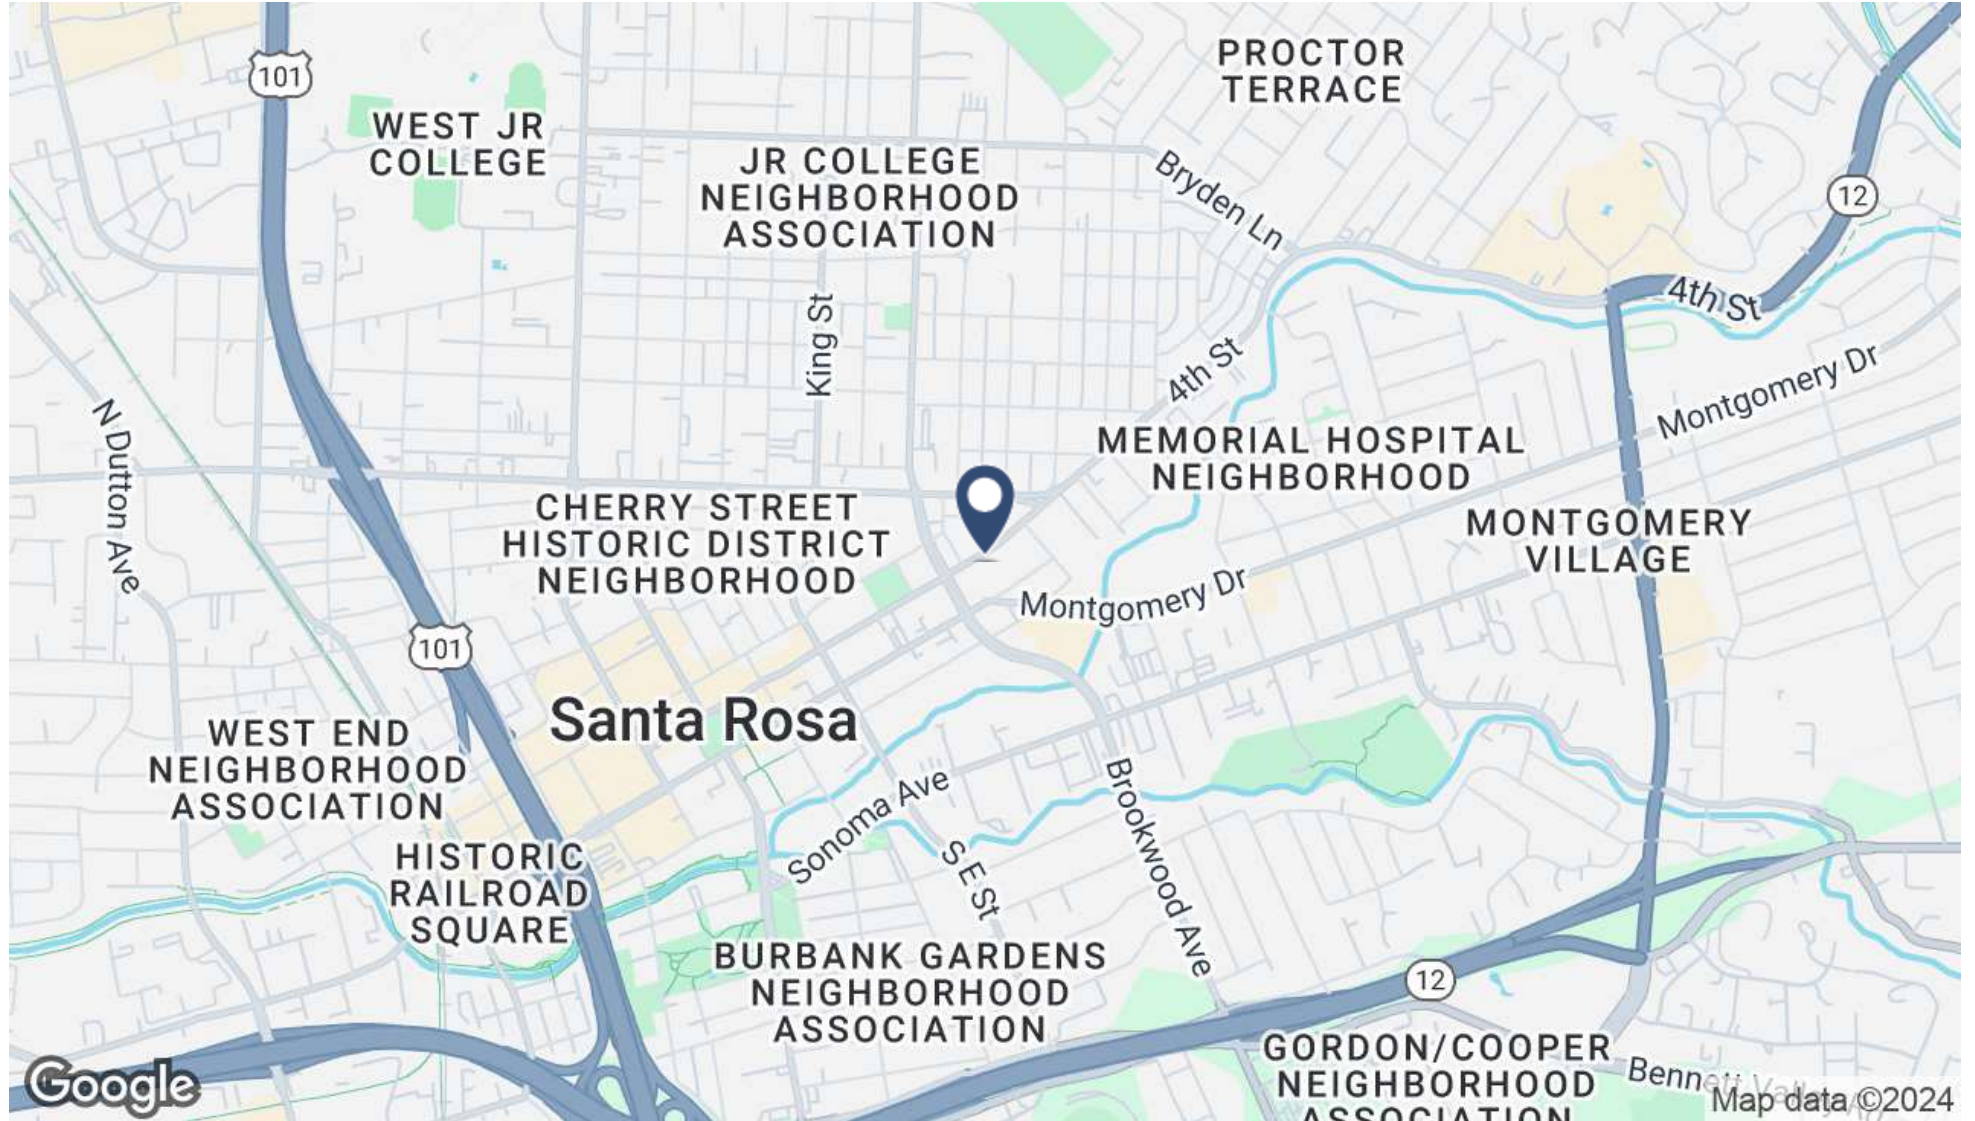 PROCTOR
TERRACE
101
WEST JR
COLLEGE
JR COLLEGE
NEIGHBORHOOD
ASSOCIATION
Bryden Ln
12
4th St
King St
4th St
Montgomery Dr
N Dutton Ave
MEMORIAL HOSPITAL
NEIGHBORHOOD
CHERRY STREET
HISTORIC DISTRICT
NEIGHBORHOOD
MONTGOMERY
VILLAGE
Montgomery Dr
101
Santa Rosa
WEST END
NEIGHBORHOOD
ASSOCIATION
Sonoma Ave
Brookwood Ave
S E St
HISTORIC
RAILROAD
SQUARE
BURBANK GARDENS
NEIGHBORHOOD
ASSOCIATION
12
GORDON/COOPER
NEIGHBORHOOD
ASSOCIATION
Google
Map data ©2024